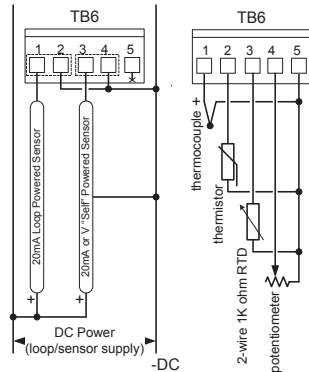 TB6
1 2 3 4 5
20mA Loop Powered Sensor
+
20mA or V "Self" Powered Sensor
+
DC Power
(loop/sensor supply)
-DC
TB6
1 2 3 4 5
thermocouple +
thermistor
2-wire 1K ohm RTD
potentiometer